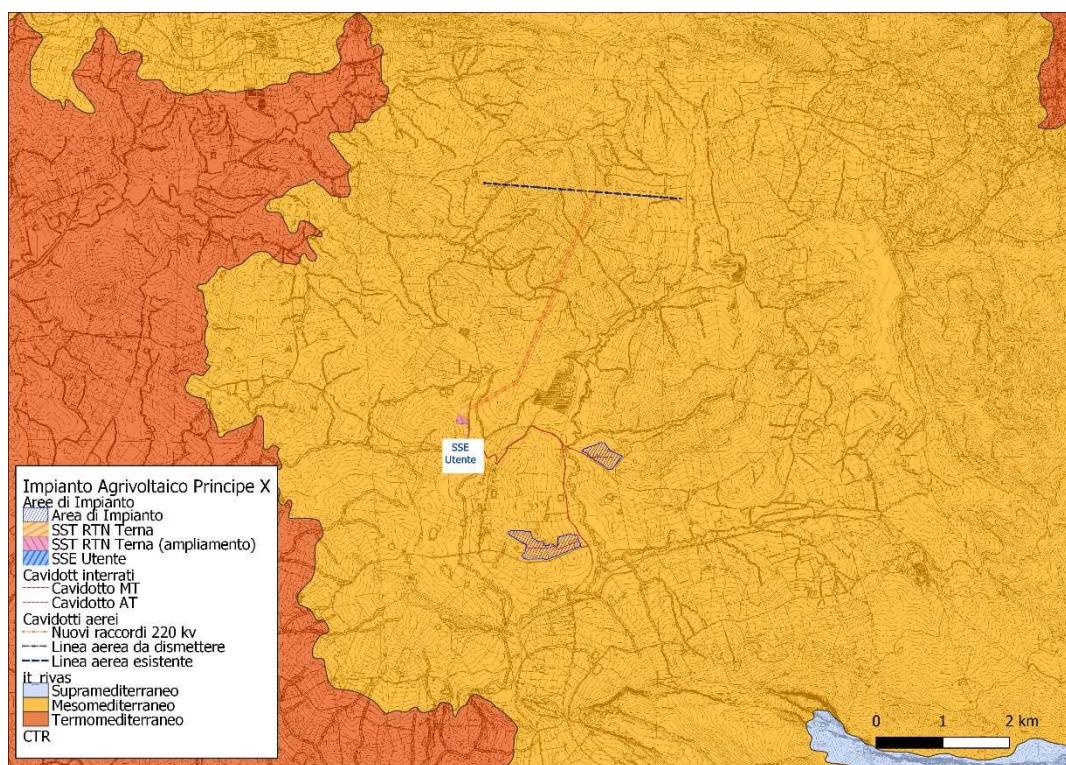 SSE
Utente
Impianto Agrivoltaico Principe X
Aree di Impianto
Area di Impianto
SST RTN Terna
SST RTN Terna (ampliamento)
SSE Utente
Cavidott interrati
Cavidotto MT
Cavidotto AT
Cavidotti aerei
Nuovi raccordi 220 kv
Linea aerea da dismettere
Linea aerea esistente
it_rivas
Supramediterraneo
Mesomediterraneo
Termomediterraneo
CTR
0 1 2 km